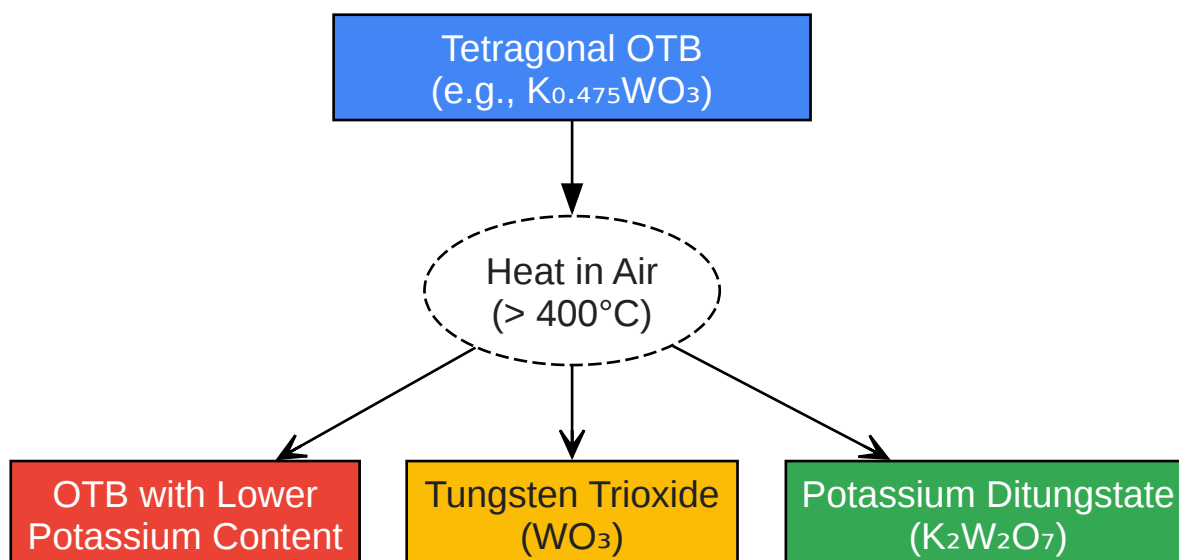 Tetragonal OTB
(e.g., K₀.₄₇₅WO₃)
Heat in Air
(> 400°C)
OTB with Lower
Potassium Content
Tungsten Trioxide
(WO₃)
Potassium Ditungstate
(K₂W₂O₇)